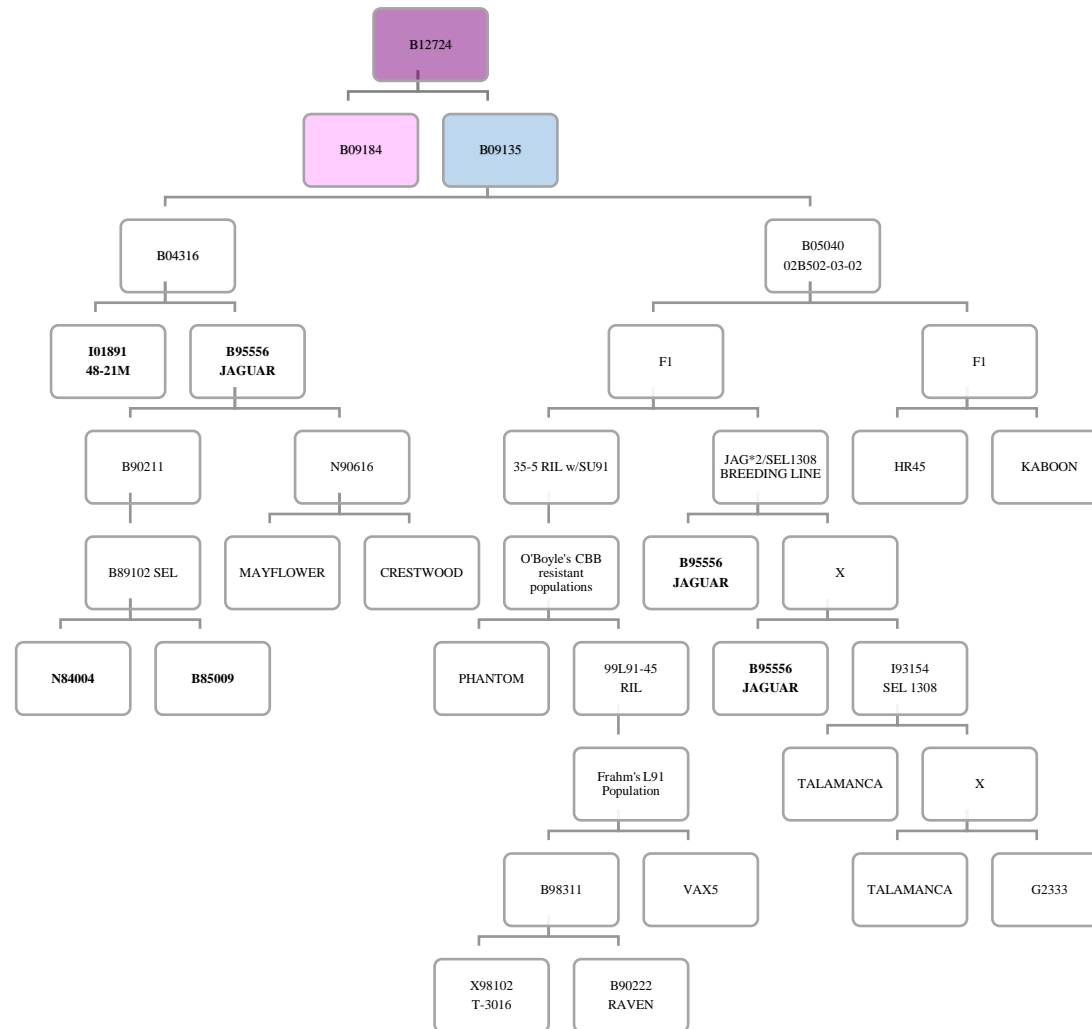 B12724
B09184
B09135
B04316
B05040
02B502-03-02
I01891
48-21M
B95556
JAGUAR
F1
F1
B90211
N90616
35-5 RIL w/SU91
JAG*2/SEL1308
BREEDING LINE
HR45
KABOON
B89102 SEL
MAYFLOWER
CRESTWOOD
O'Boyle's CBB
resistant
populations
B95556
JAGUAR
X
N84004
B85009
PHANTOM
99L91-45
RIL
B95556
JAGUAR
I93154
SEL 1308
Frahm's L91
Population
TALAMANCA
X
B98311
VAX5
TALAMANCA
G2333
X98102
T-3016
B90222
RAVEN